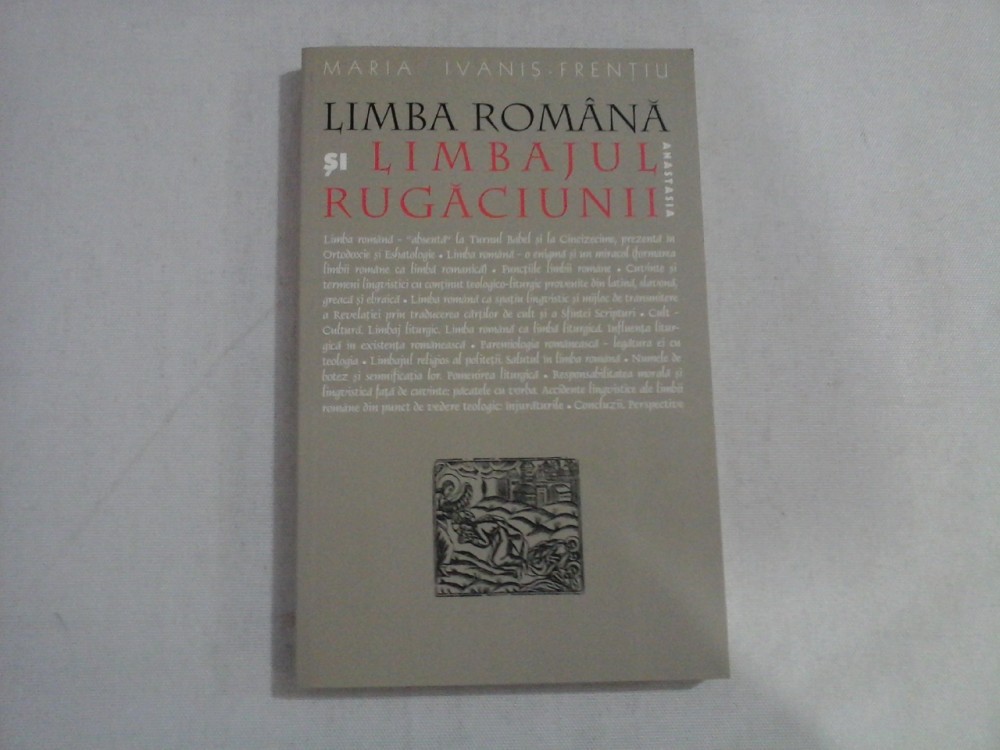 MARIA IVĂNIȘ-FRENȚIU
LIMBA ROMÂNĂ
ȘI LIMBAJUL
RUGĂCIUNII
ANASTASIA
Limba română – "absentă" la Turnul Babel și la Cincizecime, prezentă în
Ortodoxie și Eshatologie • Limba română – o enigmă și un miracol (formarea
limbii române ca limbă romanică) • Funcțiile limbii române • Cuvinte și
termeni lingvistici cu conținut teologico-liturgic provenite din latină, slavonă,
greacă și ebraică • Limba română ca spațiu lingvistic și mijloc de transmitere
a Revelației prin traducerea cărților de cult și a Sfintei Scripturi • Cult –
Cultură. Limbaj liturgic. Limba română ca limbă liturgică. Influența litur-
gică în existența românească • Paremiologia românească – legătura ei cu
teologia • Limbajul religios al politeții. Salutul în limba română • Numele de
botez și semnificația lor. Pomenirea liturgică • Responsabilitatea morală și
lingvistică față de cuvinte; păcatele cu vorba. Accidente lingvistice ale limbii
române din punct de vedere teologic: înjurăturile • Concluzii. Perspective